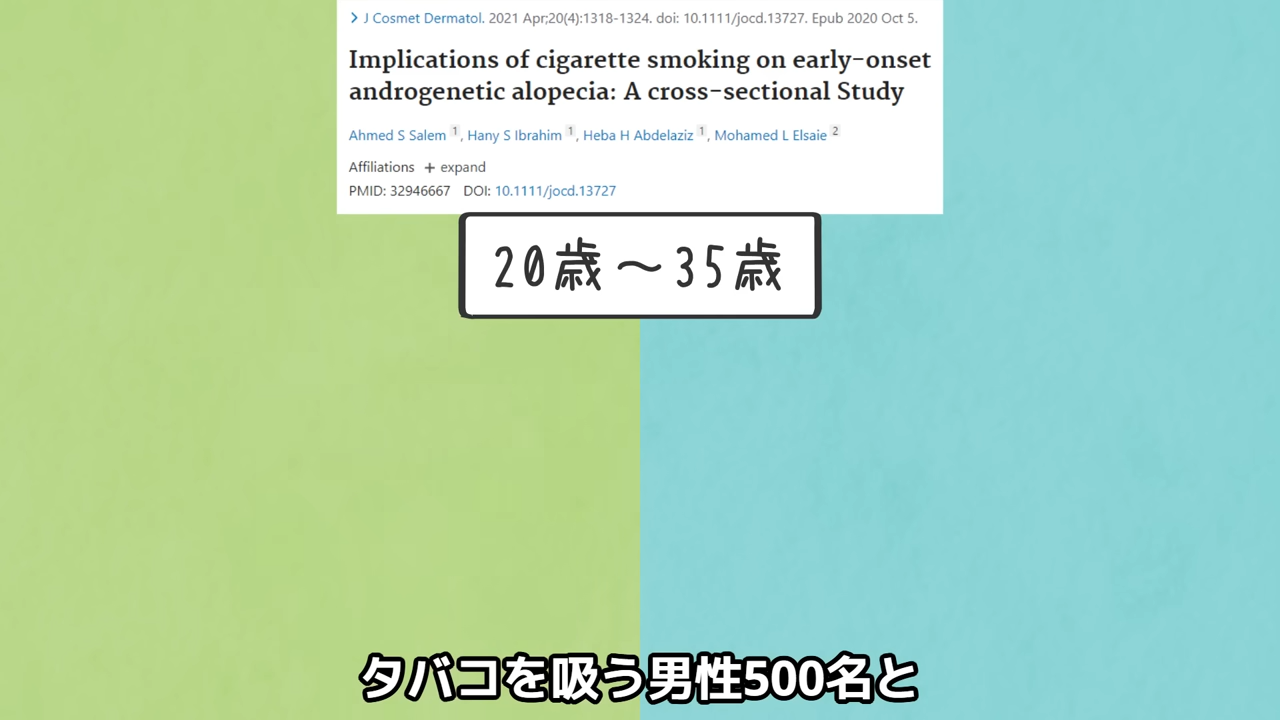 J Cosmet Dermatol. 2021 Apr;20(4):1318-1324. doi: 10.1111/jocd.13727. Epub 2020 Oct 5.
Implications of cigarette smoking on early-onset
androgenetic alopecia: A cross-sectional Study
Ahmed S Salem 1, Hany S Ibrahim 1, Heba H Abdelaziz 1, Mohamed L Elsaie 2
Affiliations + expand
PMID: 32946667 DOI: 10.1111/jocd.13727
20歳～35歳
タバコを吸う男性500名と